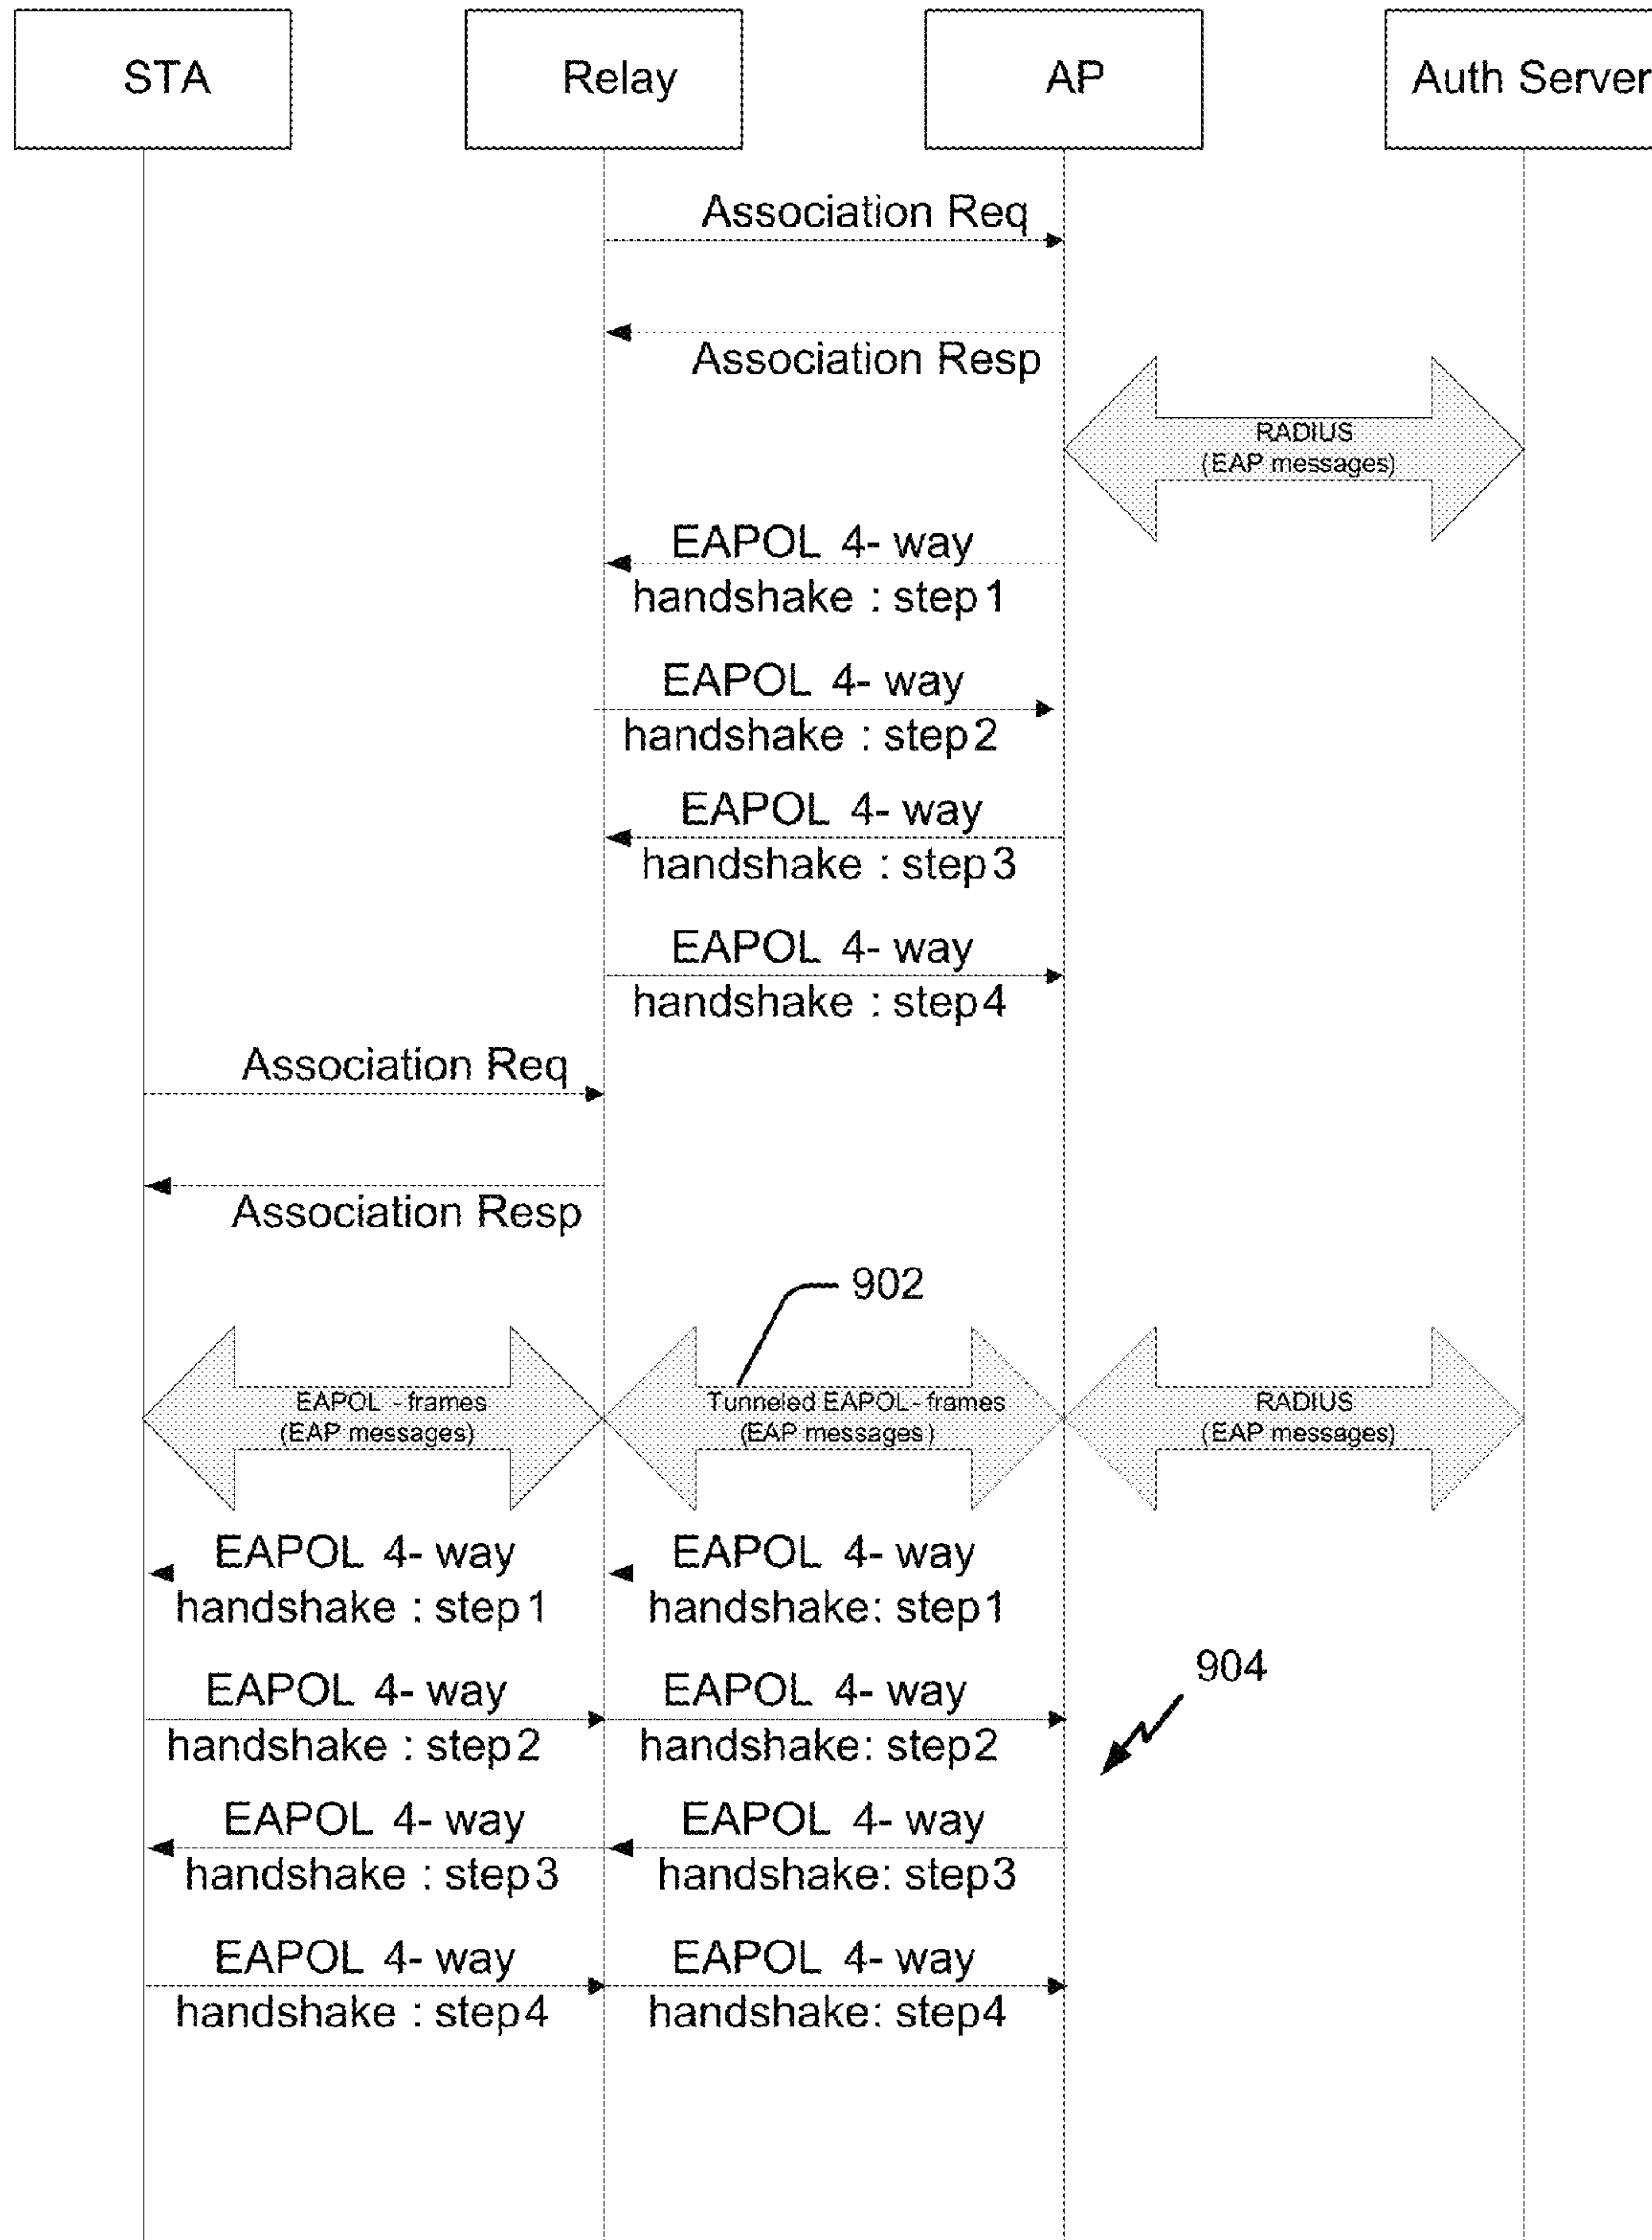 STA
Relay
AP
Auth Server
Association Req
Association Resp
RADIUS
(EAP messages)
EAPOL 4- way
handshake : step1
EAPOL 4- way
handshake : step2
EAPOL 4- way
handshake : step3
EAPOL 4- way
handshake : step4
Association Req
Association Resp
902
EAPOL - frames
(EAP messages)
Tunneled EAPOL- frames
(EAP messages)
RADIUS
(EAP messages)
EAPOL 4- way
handshake : step1
EAPOL 4- way
handshake: step1
904
EAPOL 4- way
handshake : step2
EAPOL 4- way
handshake: step2
EAPOL 4- way
handshake : step3
EAPOL 4- way
handshake: step3
EAPOL 4- way
handshake : step4
EAPOL 4- way
handshake: step4